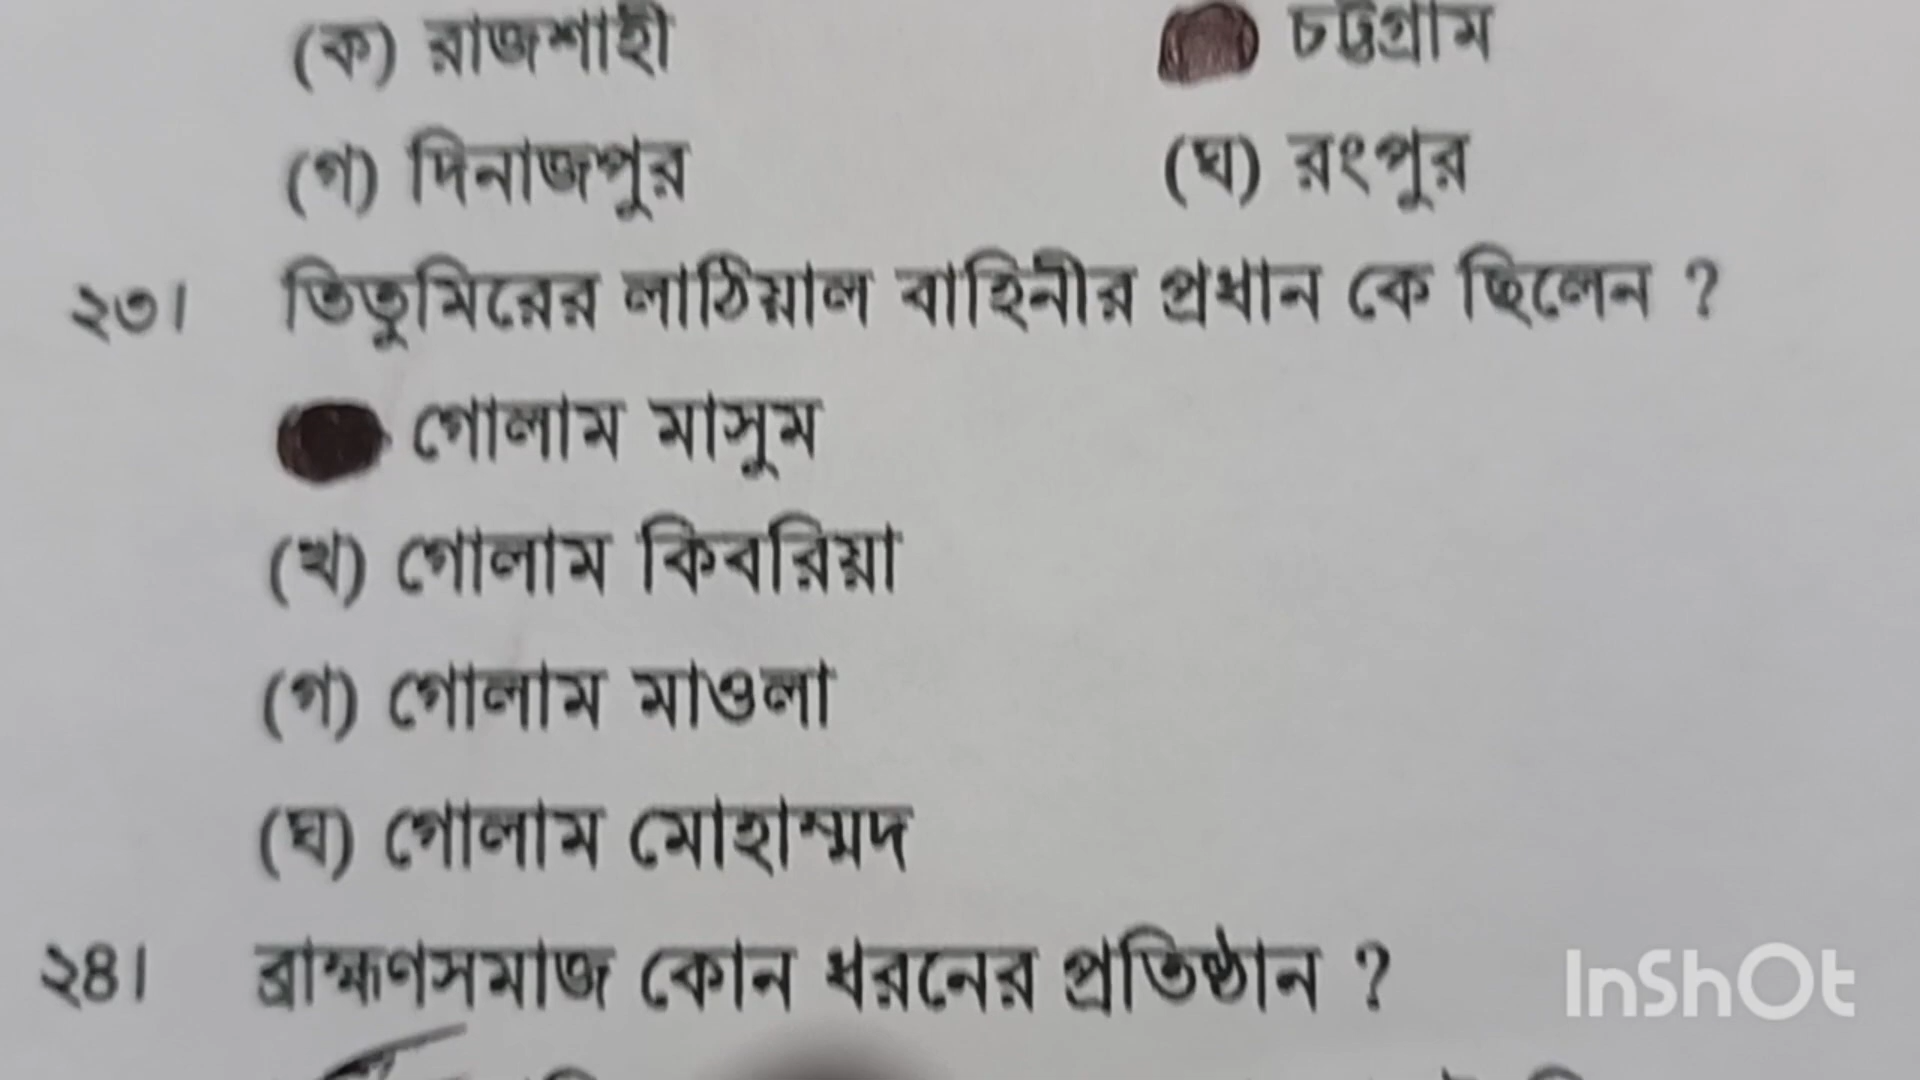 (ক) রাজশাহী চট্টগ্রাম
(গ) দিনাজপুর (ঘ) রংপুর
২৩। তিতুমিরের লাঠিয়াল বাহিনীর প্রধান কে ছিলেন ?
গোলাম মাসুম
(খ) গোলাম কিবরিয়া
(গ) গোলাম মাওলা
(ঘ) গোলাম মোহাম্মদ
২৪। ব্রাহ্মণসমাজ কোন ধরনের প্রতিষ্ঠান ?
InShOt